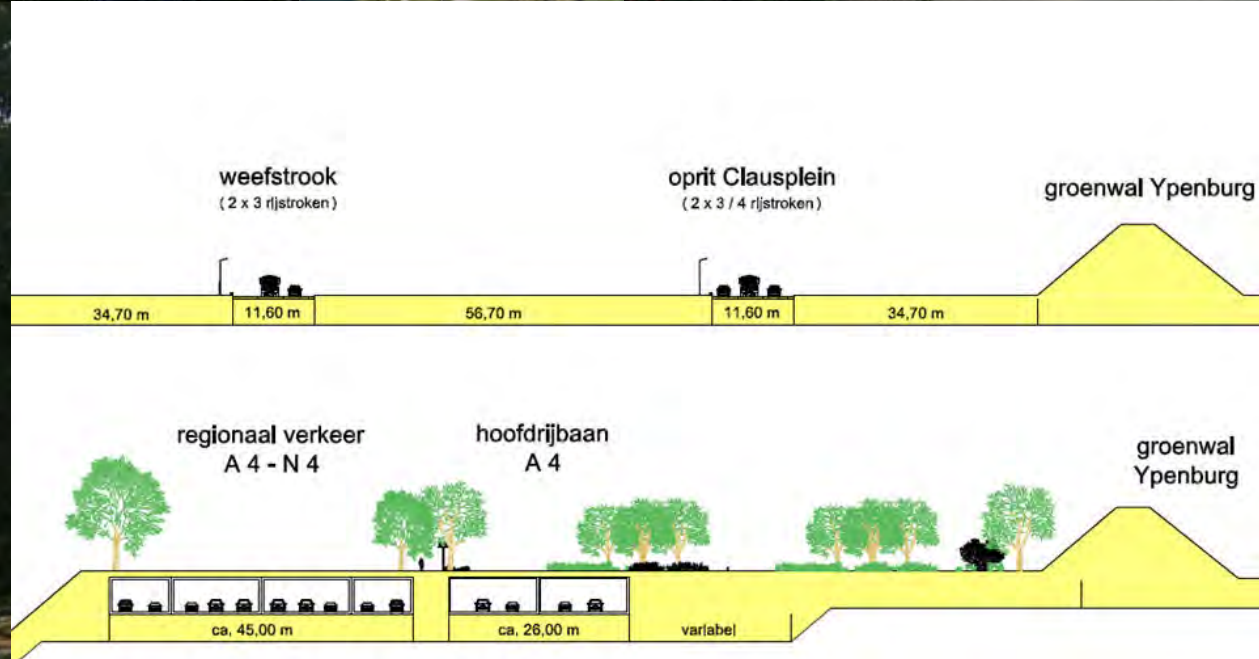 weefstrook
( 2 x 3 rijstroken )
oprit Clausplein
( 2 x 3 / 4 rijstroken )
groenwal Ypenburg
34,70 m
11,60 m
56,70 m
11,60 m
34,70 m
regionaal verkeer
A 4 - N 4
hoofdrijbaan
A 4
groenwal
Ypenburg
ca. 45,00 m
ca. 26,00 m
variabel